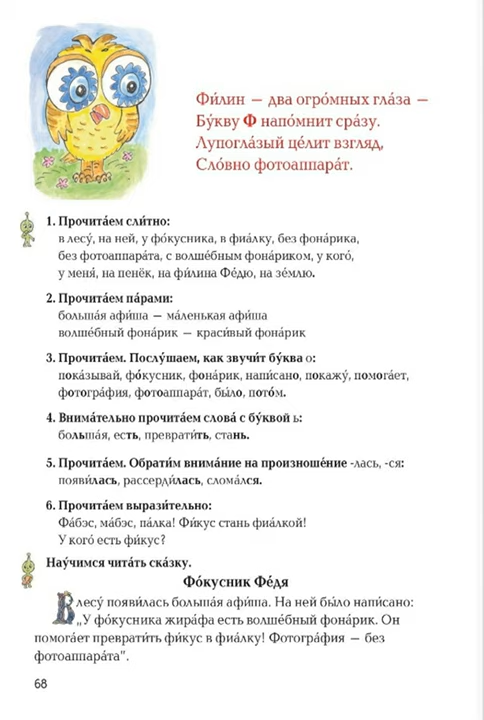 Фи́лин — два огро́мных гла́за —
Бу́кву Ф напо́мнит сра́зу.
Лупогла́зый це́лит взгляд,
Сло́вно фотоаппара́т.
1. Прочита́ем сли́тно:
в лесу́, на ней, у фо́кусника, в фиа́лку, без фона́рика,
без фотоаппара́та, с волше́бным фона́риком, у кого́,
у меня́, на пенёк, на фи́лина Фе́дю, на зе́млю.
2. Прочита́ем па́рами:
больша́я афи́ша — ма́ленькая афи́ша
волше́бный фона́рик — краси́вый фона́рик
3. Прочита́ем. Послу́шаем, как звучи́т бу́ква о:
пока́зывай, фо́кусник, фона́рик, напи́сано, покажу́, помога́ет,
фотогра́фия, фотоаппара́т, бы́ло, пото́м.
4. Внима́тельно прочита́ем слова́ с бу́квой ь:
больша́я, есть, преврати́ть, стань.
5. Прочита́ем. Обрати́м внима́ние на произноше́ние -лась, -ся:
появи́лась, рассерди́лась, слома́лся.
6. Прочита́ем вырази́тельно:
Фа́бэс, ма́бэс, па́лка! Фи́кус стань фиа́лкой!
У кого́ есть фи́кус?
Нау́чимся чита́ть ска́зку.
Фо́кусник Фе́дя
В лесу́ появи́лась больша́я афи́ша. На ней бы́ло напи́сано:
„У фо́кусника жира́фа есть волше́бный фона́рик. Он
помога́ет преврати́ть фи́кус в фиа́лку! Фотогра́фия — без
фотоаппара́та".
68